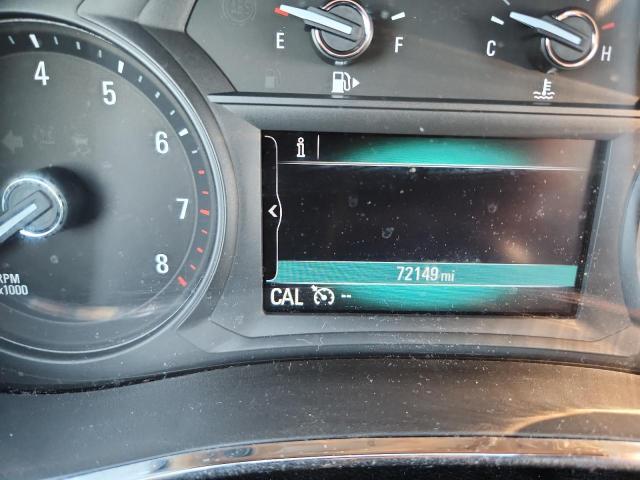 E F
C H
4
5
6
7
8
RPM
x1000
i
72149 mi
CAL --